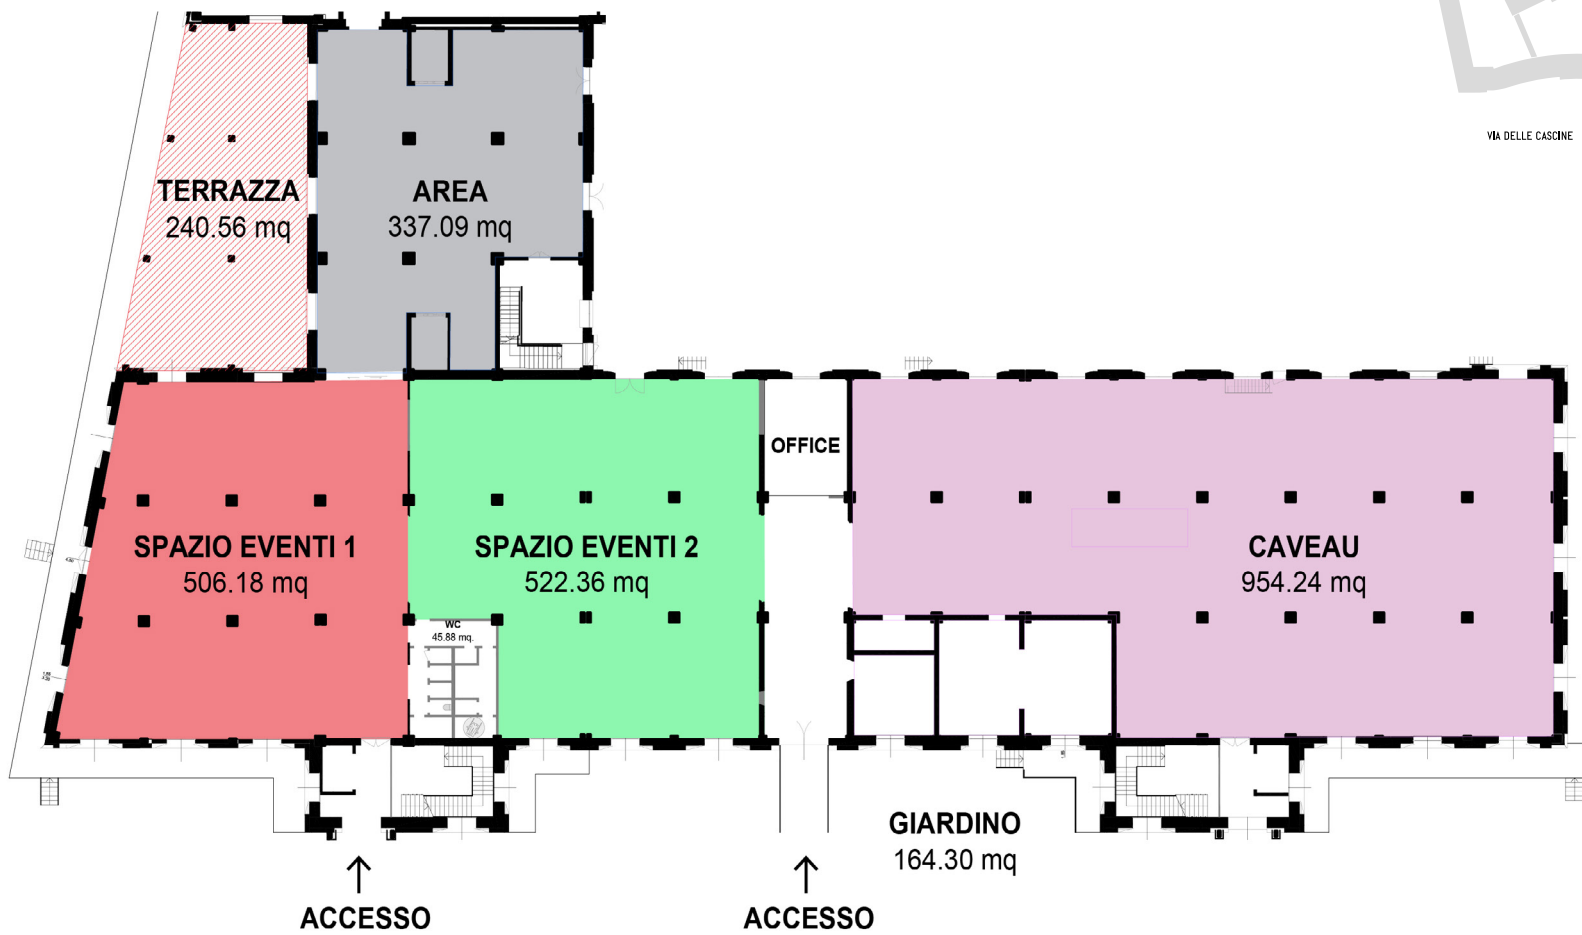 VIA DELLE CASCINE
TERRAZZA
240.56 mq
AREA
337.09 mq
OFFICE
SPAZIO EVENTI 1
506.18 mq
SPAZIO EVENTI 2
522.36 mq
CAVEAU
954.24 mq
WC
45.88 mq.
GIARDINO
164.30 mq
ACCESSO
ACCESSO